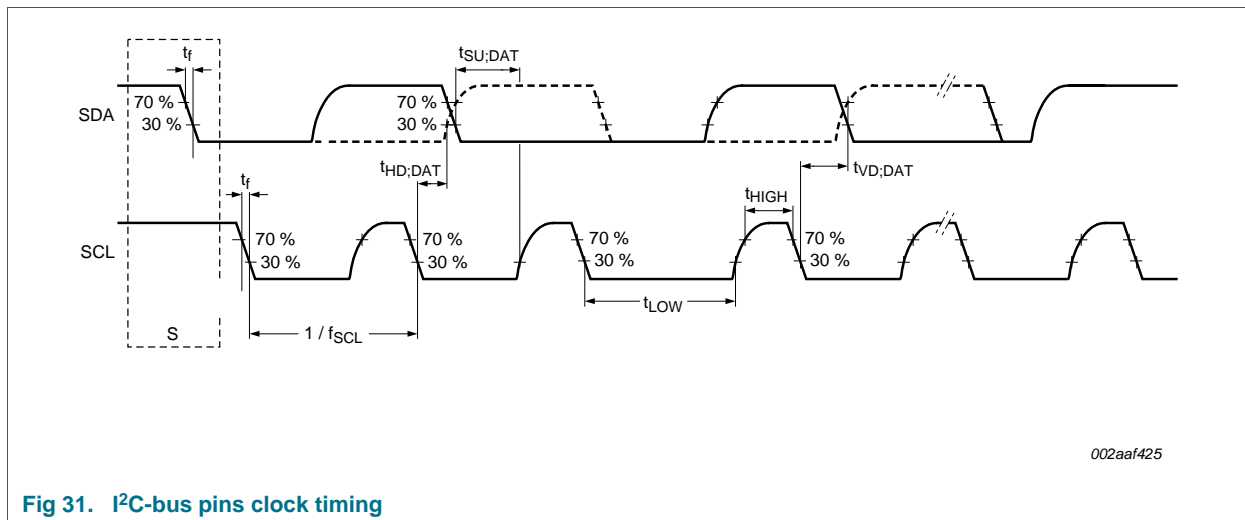 tf
tSU;DAT
SDA
70 %
30 %
70 %
30 %
tHD;DAT
tVD;DAT
tf
tHIGH
SCL
70 %
30 %
70 %
30 %
70 %
30 %
70 %
30 %
tLOW
S
1 / fSCL
002aaf425
Fig 31. I²C-bus pins clock timing